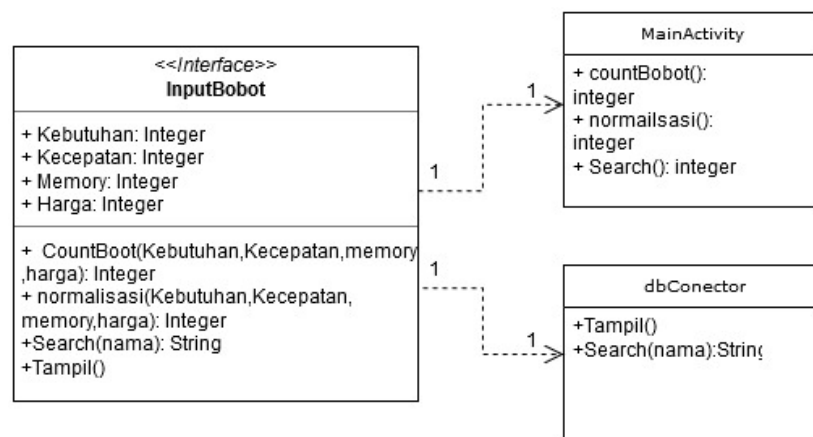 <<Interface>>
InputBobot
+ Kebutuhan: Integer
+ Kecepatan: Integer
+ Memory: Integer
+ Harga: Integer
+ CountBoot(Kebutuhan,Kecepatan,memory
,harga): Integer
+ normalisasi(Kebutuhan,Kecepatan,
memory,harga): Integer
+Search(nama): String
+Tampil()
1
1
MainActivity
+ countBobot():
integer
+ normailsasi():
integer
+ Search(): integer
1
1
dbConector
+Tampil()
+Search(nama):String